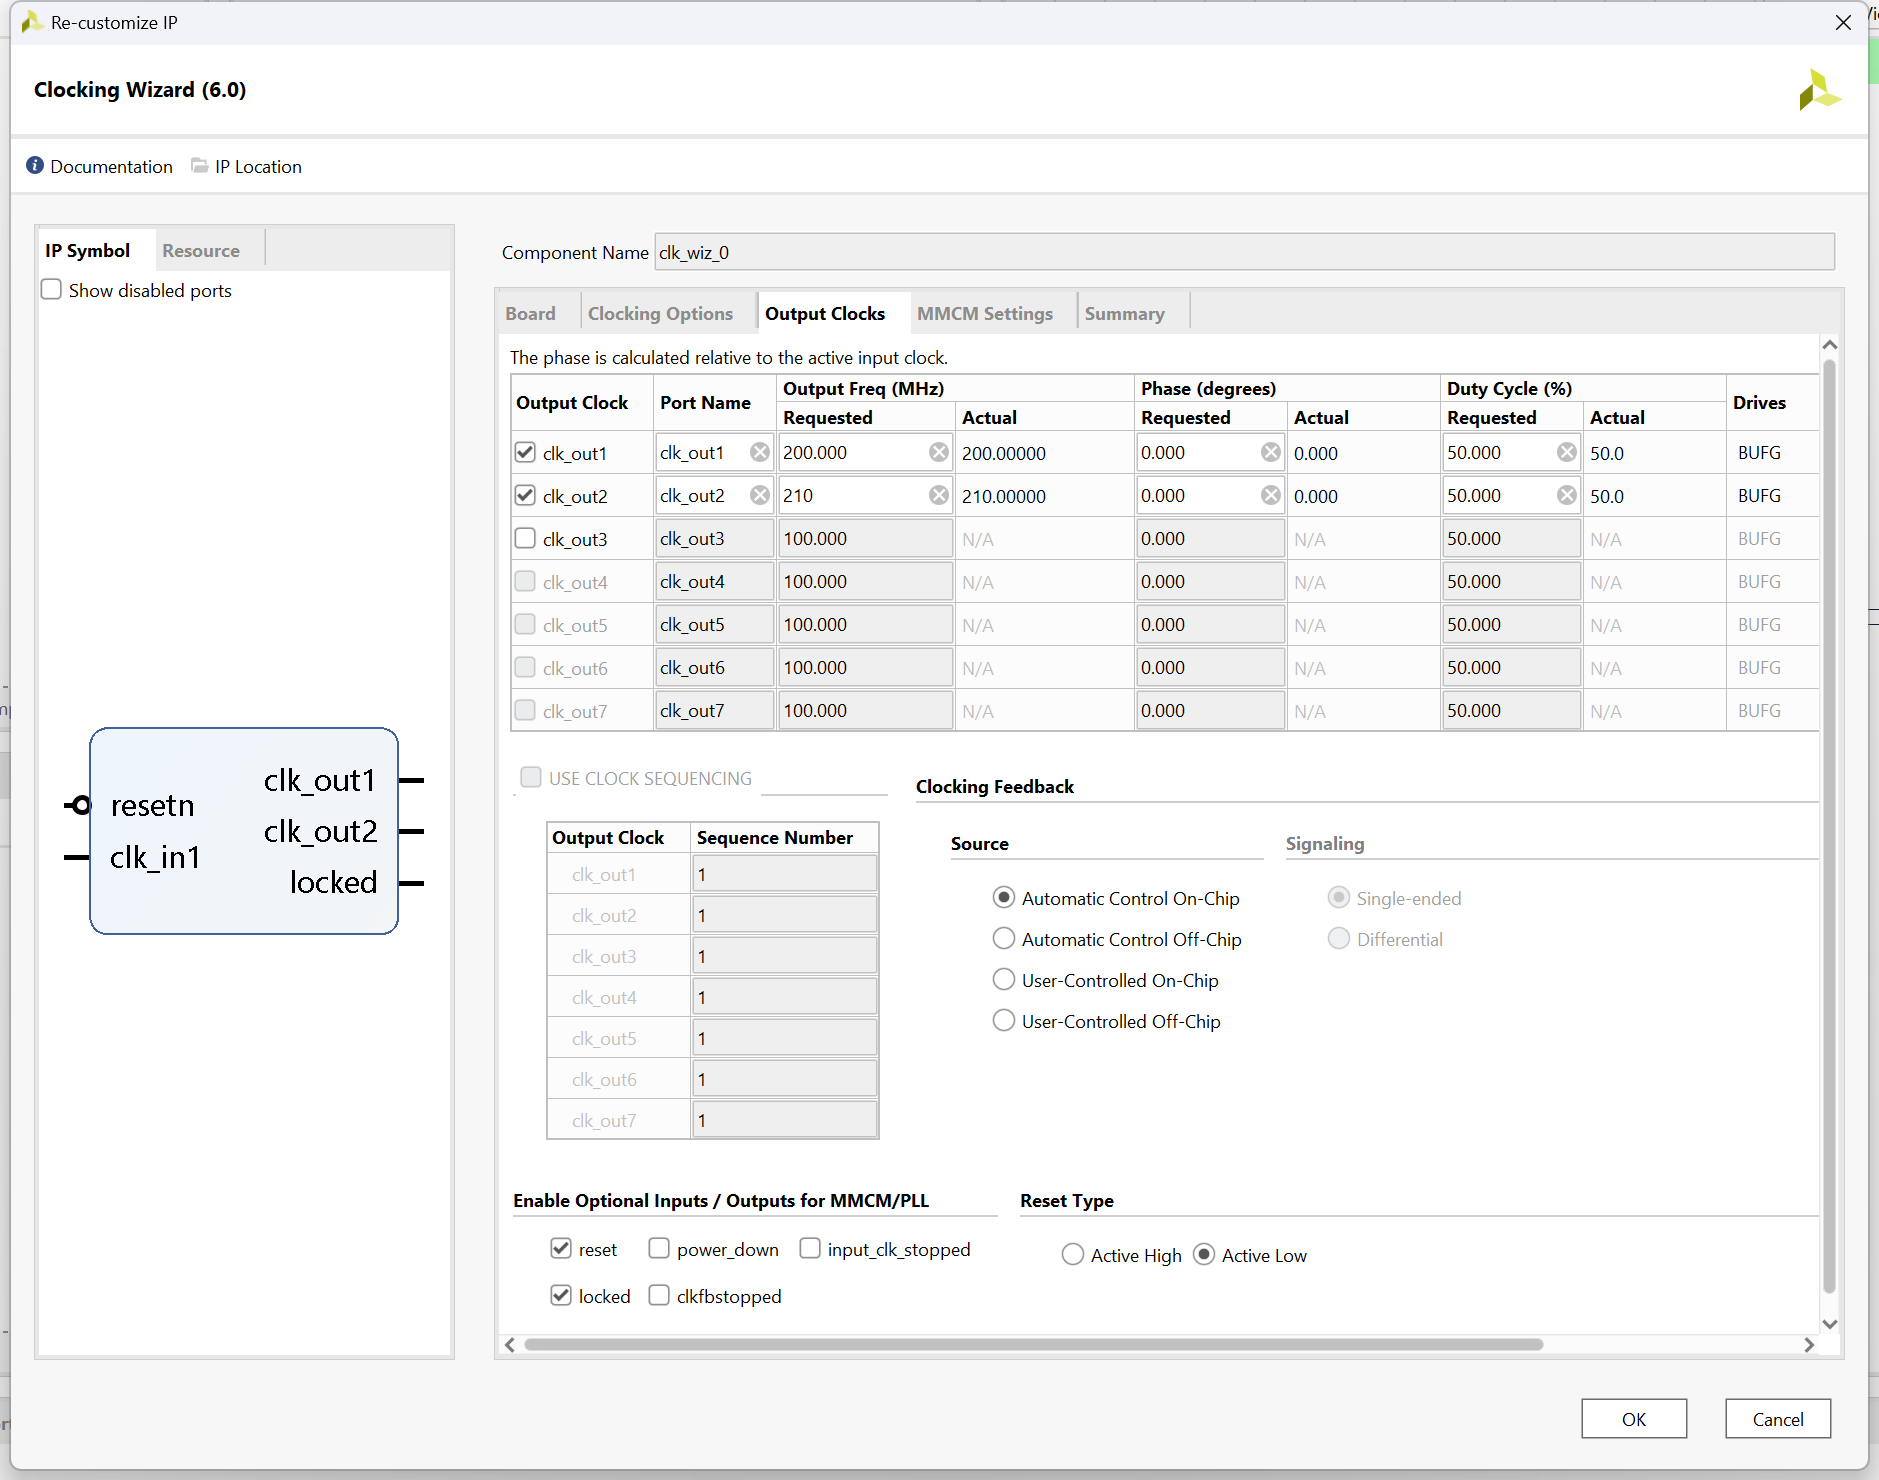 Re-customize IP
Clocking Wizard (6.0)
Documentation IP Location
IP Symbol Resource
Show disabled ports
resetn
clk_in1
clk_out1
clk_out2
locked
Component Name clk_wiz_0
Board Clocking Options Output Clocks MMCM Settings Summary
The phase is calculated relative to the active input clock.
Output Clock Port Name Output Freq (MHz) Phase (degrees) Duty Cycle (%) Drives
Requested Actual Requested Actual Requested Actual
clk_out1 clk_out1 200.000 200.00000 0.000 0.000 50.000 50.0 BUFG
clk_out2 clk_out2 210 210.00000 0.000 0.000 50.000 50.0 BUFG
clk_out3 clk_out3 100.000 N/A 0.000 N/A 50.000 N/A BUFG
clk_out4 clk_out4 100.000 N/A 0.000 N/A 50.000 N/A BUFG
clk_out5 clk_out5 100.000 N/A 0.000 N/A 50.000 N/A BUFG
clk_out6 clk_out6 100.000 N/A 0.000 N/A 50.000 N/A BUFG
clk_out7 clk_out7 100.000 N/A 0.000 N/A 50.000 N/A BUFG
USE CLOCK SEQUENCING
Output Clock Sequence Number
clk_out1 1
clk_out2 1
clk_out3 1
clk_out4 1
clk_out5 1
clk_out6 1
clk_out7 1
Clocking Feedback
Source Signaling
Automatic Control On-Chip Single-ended
Automatic Control Off-Chip Differential
User-Controlled On-Chip
User-Controlled Off-Chip
Enable Optional Inputs / Outputs for MMCM/PLL
reset power_down input_clk_stopped
locked clkfbstopped
Reset Type
Active High Active Low
OK Cancel